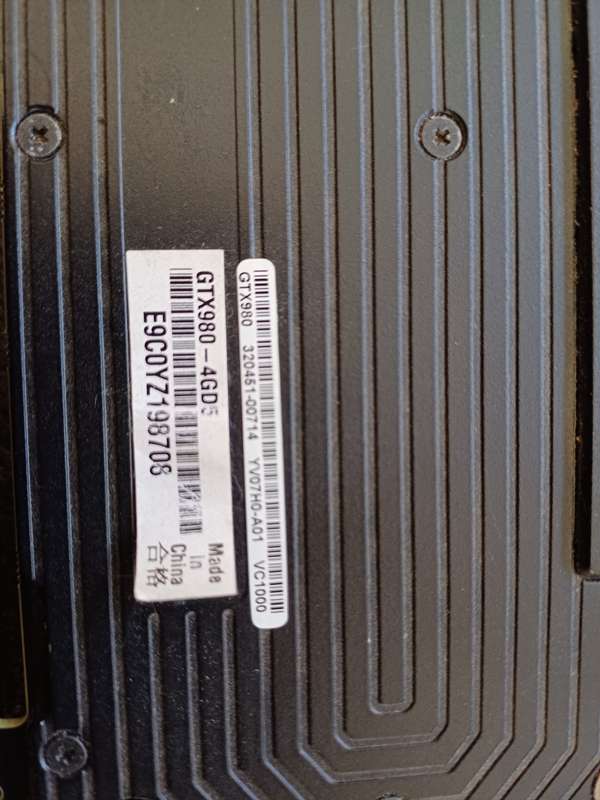 GTX980-4GD5
E9C0YZ198708
Made
in
China
合格
GTX980 320451-00714 YV07H0-A01 VC1000